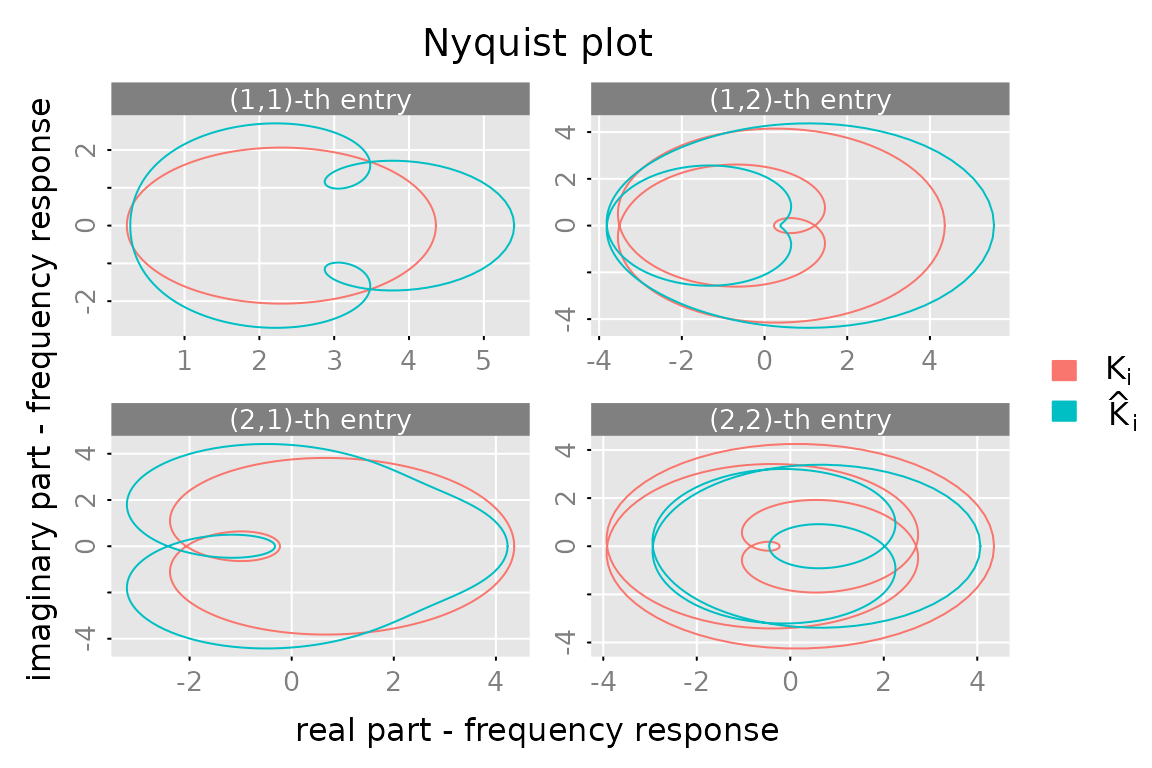 Nyquist plot
(1,1)-th entry
(1,2)-th entry
2
0
-2
1 2 3 4 5
4
2
0
-4
-4 -2 0 2 4
(2,1)-th entry
(2,2)-th entry
4
2
0
-4
-2 0 2 4
4
2
0
-4
-4 -2 0 2 4
imaginary part - frequency response
real part - frequency response
Kᵢ
K̂ᵢ